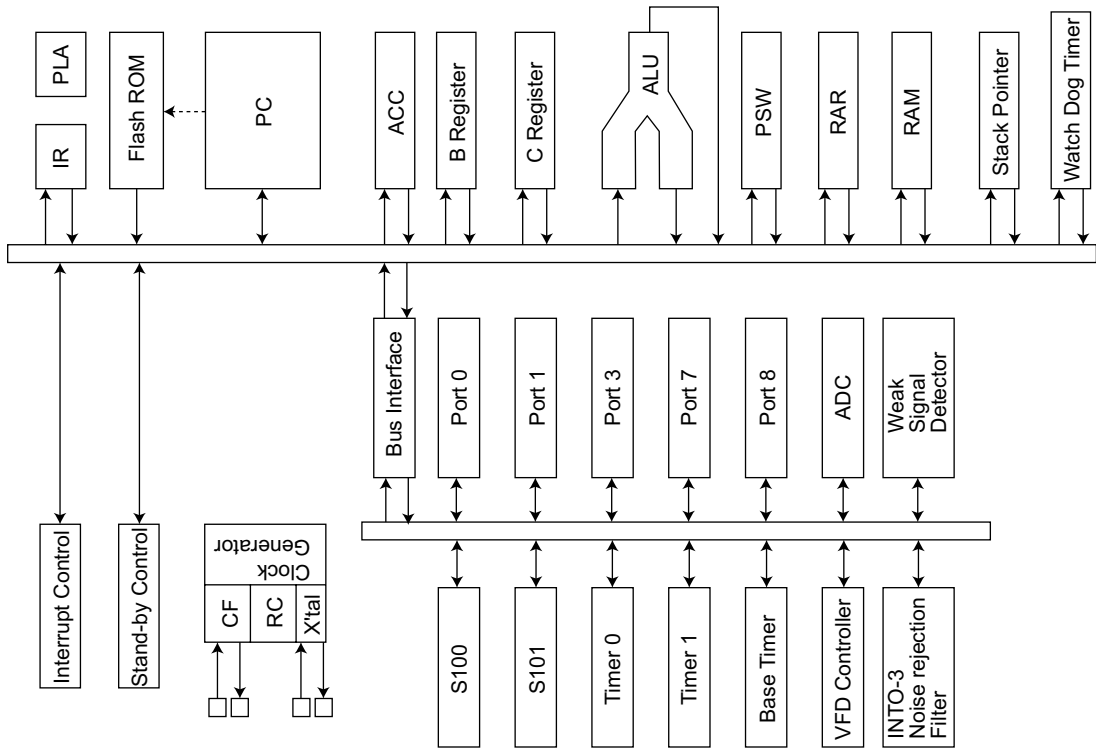 Interrupt Control
Stand-by Control
CF
RC
X'tal
Clock
Generator
IR
PLA
Flash ROM
PC
Bus Interface
ACC
B Register
C Register
ALU
PSW
RAR
RAM
Stack Pointer
Watch Dog Timer
S100
Port 0
S101
Port 1
Timer 0
Port 3
Timer 1
Port 7
Base Timer
Port 8
VFD Controller
ADC
INTO-3
Noise rejection
Filter
Weak
Signal
Detector